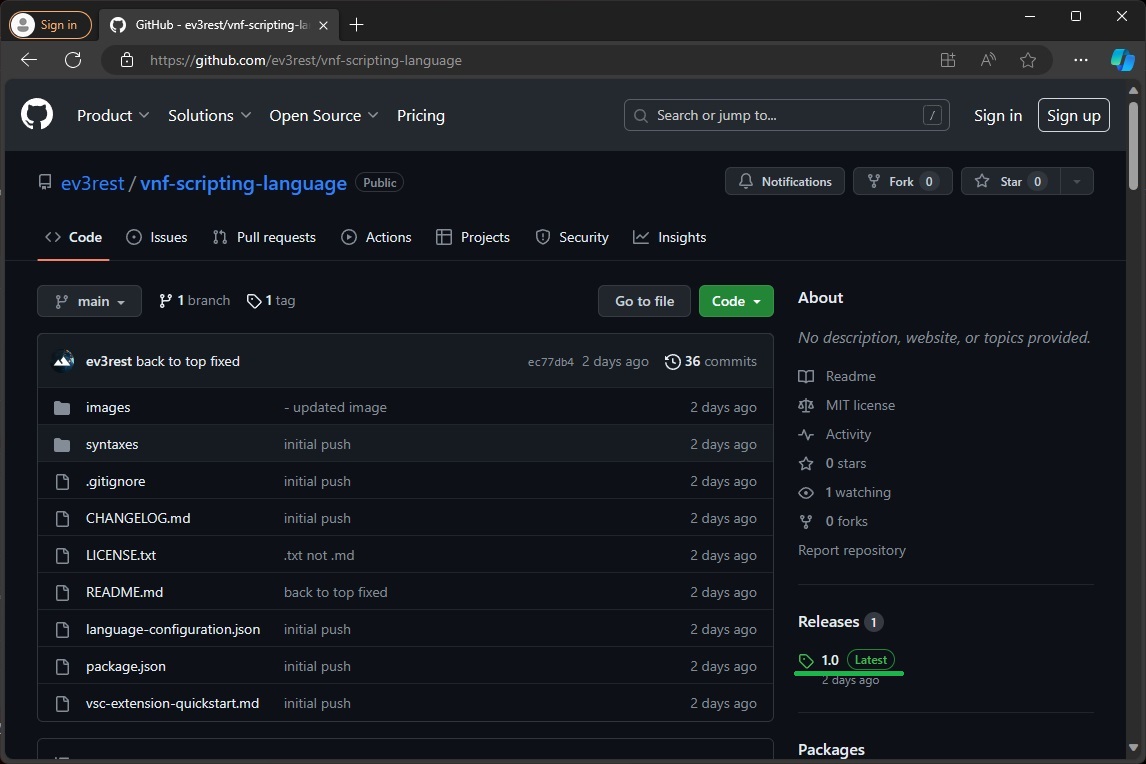 Sign in
GitHub - ev3rest/vnf-scripting-la
https://github.com/ev3rest/vnf-scripting-language
Product Solutions Open Source Pricing Search or jump to... / Sign in Sign up
ev3rest / vnf-scripting-language Public Notifications Fork 0 Star 0
Code Issues Pull requests Actions Projects Security Insights
main 1 branch 1 tag Go to file Code
ev3rest back to top fixed ec77db4 2 days ago 36 commits
images - updated image 2 days ago
syntaxes initial push 2 days ago
.gitignore initial push 2 days ago
CHANGELOG.md initial push 2 days ago
LICENSE.txt .txt not .md 2 days ago
README.md back to top fixed 2 days ago
language-configuration.json initial push 2 days ago
package.json initial push 2 days ago
vsc-extension-quickstart.md initial push 2 days ago
About
No description, website, or topics provided.
Readme
MIT license
Activity
0 stars
1 watching
0 forks
Report repository
Releases 1
1.0 Latest
2 days ago
Packages